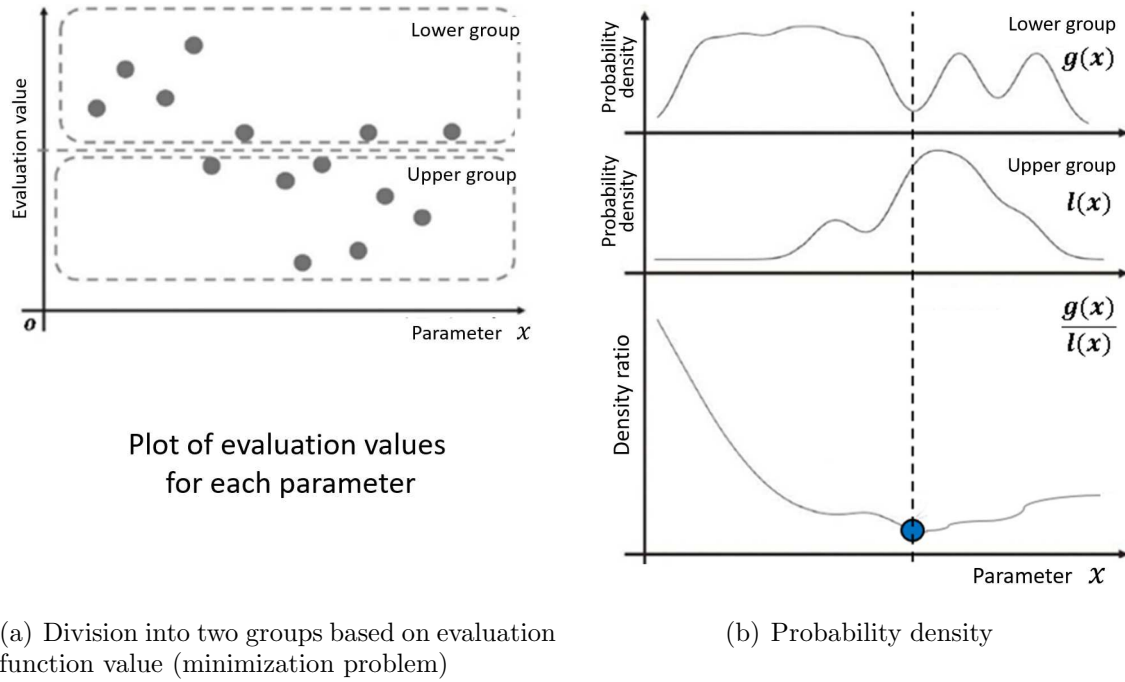 Lower group
Evaluation value
Upper group
o
Parameter x
Plot of evaluation values
for each parameter
Probability
density
Lower group
g(x)
Probability
density
Upper group
l(x)
Density ratio
g(x)
l(x)
Parameter x
(a) Division into two groups based on evaluation
function value (minimization problem)
(b) Probability density